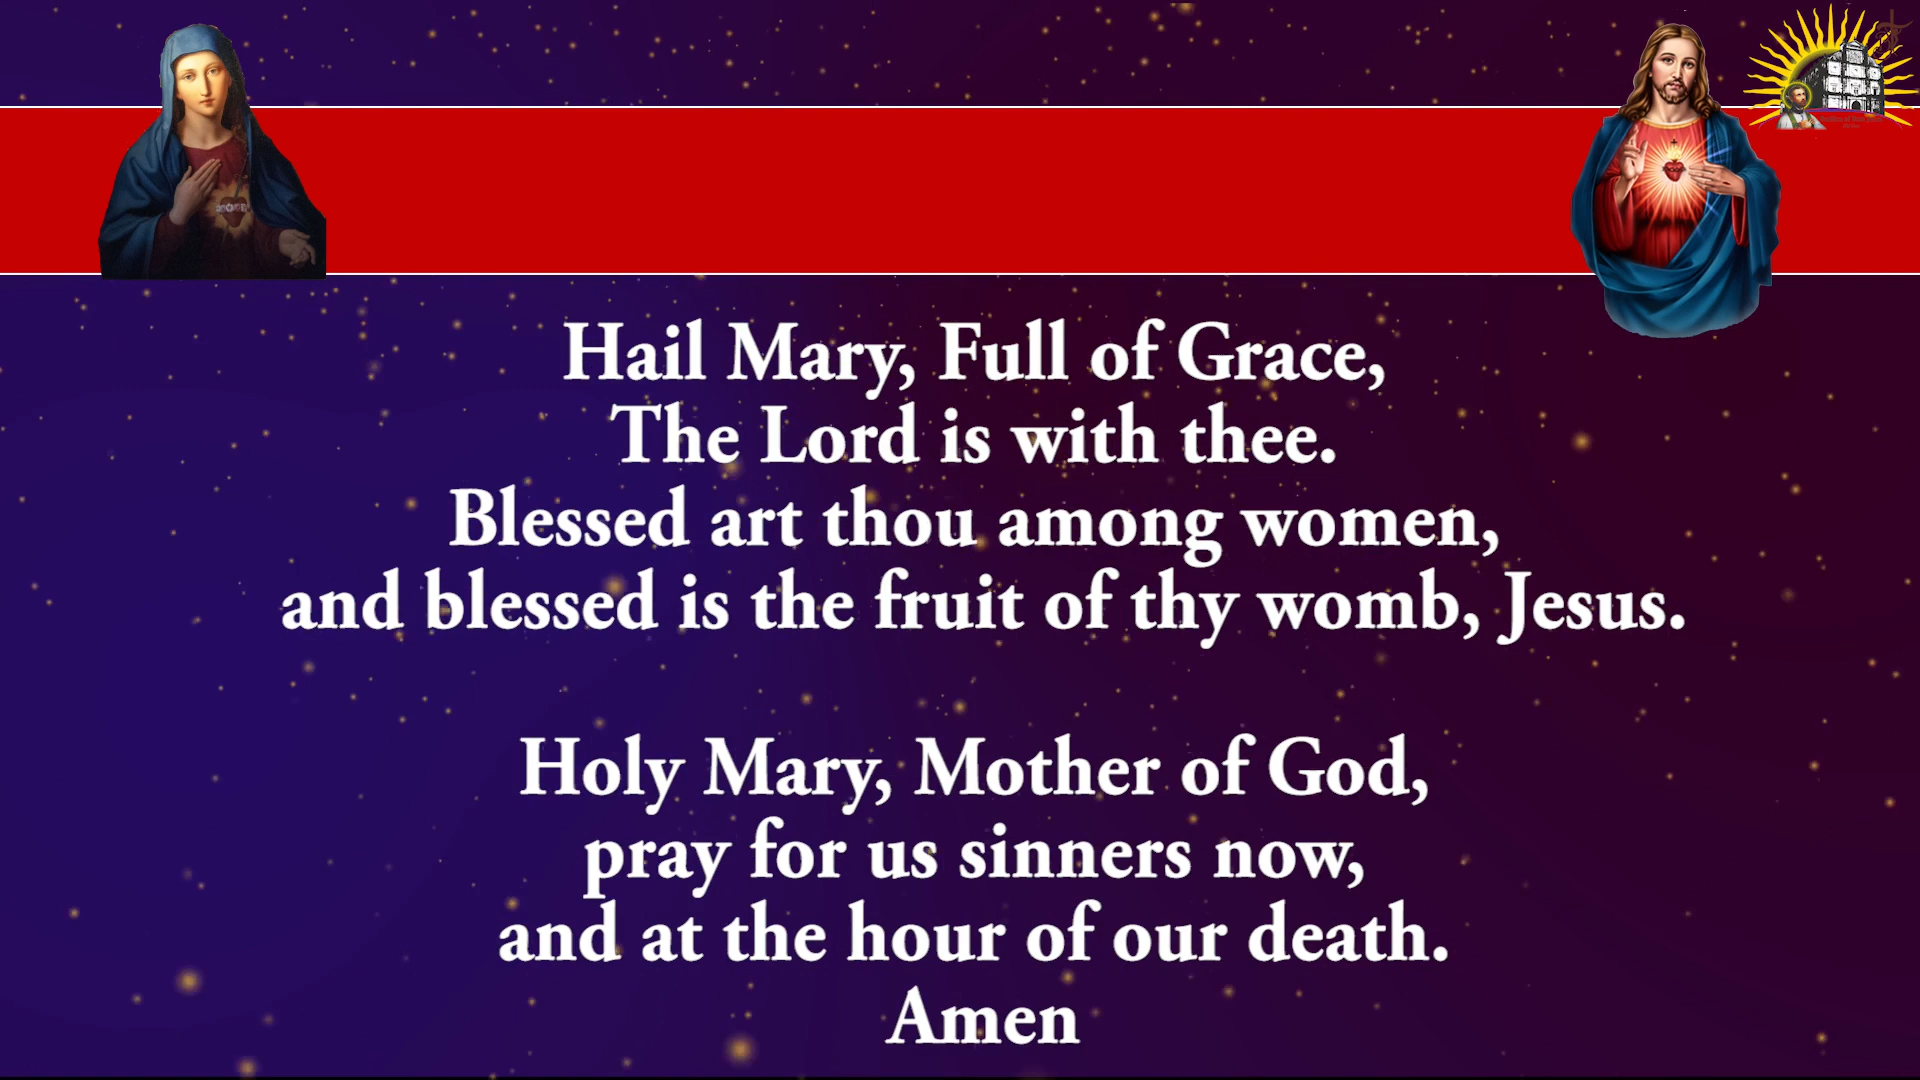 Hail Mary, Full of Grace,
The Lord is with thee.
Blessed art thou among women,
and blessed is the fruit of thy womb, Jesus.
Holy Mary, Mother of God,
pray for us sinners now,
and at the hour of our death.
Amen